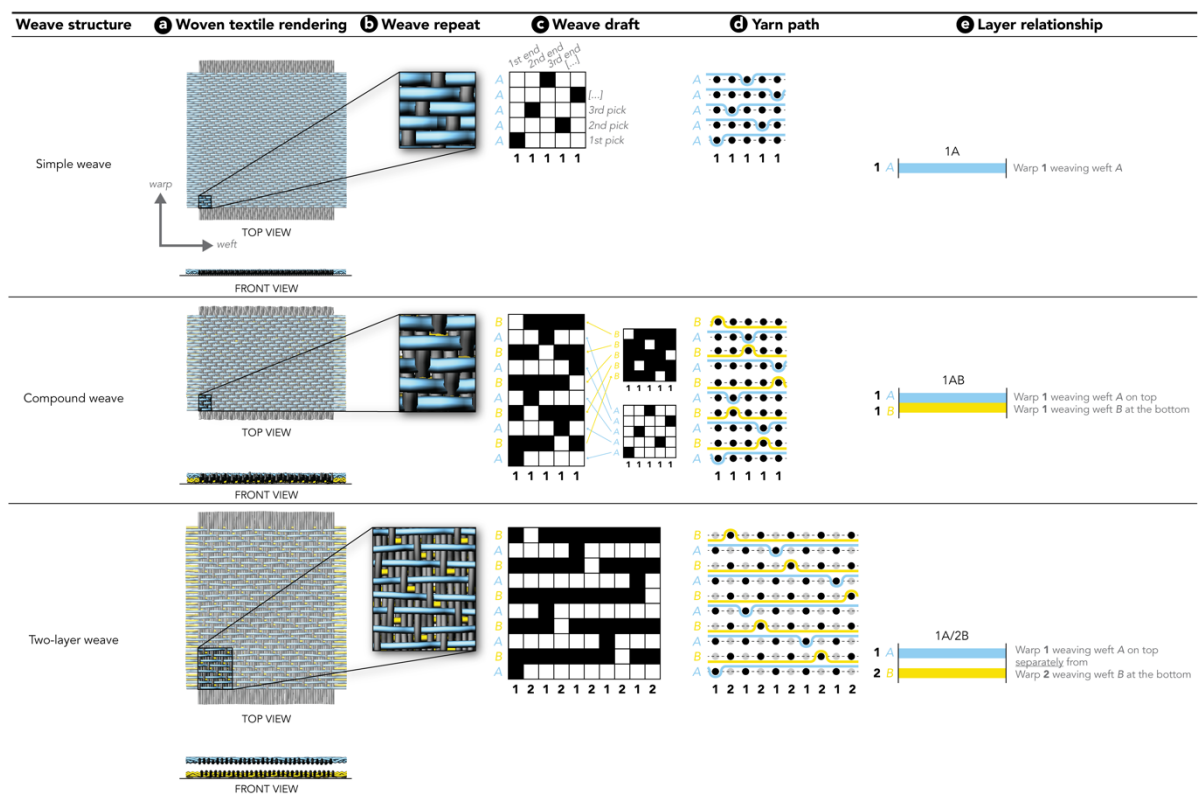 Weave structure
a Woven textile rendering
b Weave repeat
c Weave draft
d Yarn path
e Layer relationship
Simple weave
warp
weft
TOP VIEW
FRONT VIEW
1st end
2nd end
3rd end
[...]
A
A [...]
A 3rd pick
A 2nd pick
A 1st pick
1 1 1 1 1
A
A
A
A
A
1 1 1 1 1
1A
1 A Warp 1 weaving weft A
Compound weave
TOP VIEW
FRONT VIEW
B
A
B
A
B
A
B
A
B
A
1 1 1 1 1
B
B
B
B
B
1 1 1 1 1
A
A
A
A
A
1 1 1 1 1
B
A
B
A
B
A
B
A
B
A
1 1 1 1 1
1AB
1 A Warp 1 weaving weft A on top
1 B Warp 1 weaving weft B at the bottom
Two-layer weave
TOP VIEW
FRONT VIEW
B
A
B
A
B
A
B
A
B
A
1 2 1 2 1 2 1 2 1 2
B
A
B
A
B
A
B
A
B
A
1 2 1 2 1 2 1 2 1 2
1A/2B
1 A Warp 1 weaving weft A on top
separately from
2 B Warp 2 weaving weft B at the bottom